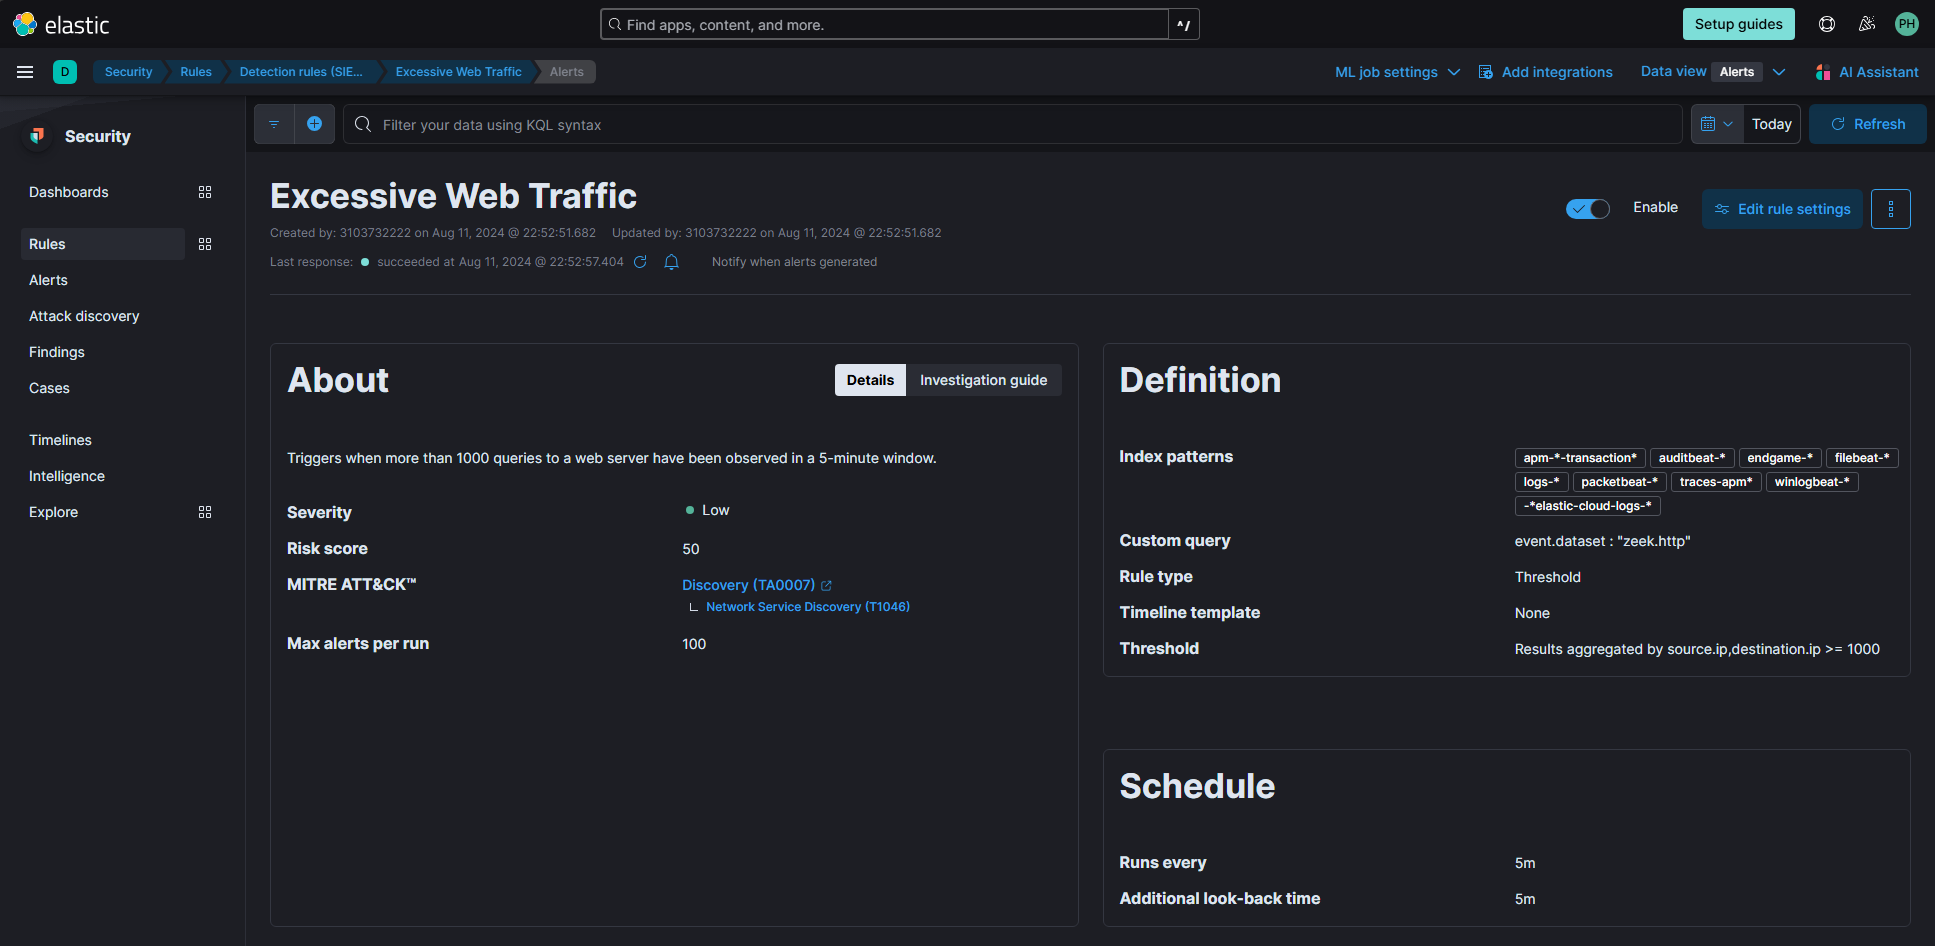 elastic
Find apps, content, and more.
^/
Setup guides
PH
D
Security
Rules
Detection rules (SIE...
Excessive Web Traffic
Alerts
ML job settings
Add integrations
Data view
Alerts
AI Assistant
Security
Dashboards
Rules
Alerts
Attack discovery
Findings
Cases
Timelines
Intelligence
Explore
Filter your data using KQL syntax
Today
Refresh
Excessive Web Traffic
Enable
Edit rule settings
Created by: 3103732222 on Aug 11, 2024 @ 22:52:51.682 Updated by: 3103732222 on Aug 11, 2024 @ 22:52:51.682
Last response: succeeded at Aug 11, 2024 @ 22:52:57.404 Notify when alerts generated
About
Details
Investigation guide
Triggers when more than 1000 queries to a web server have been observed in a 5-minute window.
Severity Low
Risk score 50
MITRE ATT&CK™ Discovery (TA0007)
Network Service Discovery (T1046)
Max alerts per run 100
Definition
Index patterns apm-*-transaction* auditbeat-* endgame-* filebeat-*
logs-* packetbeat-* traces-apm* winlogbeat-*
-*elastic-cloud-logs-*
Custom query event.dataset : "zeek.http"
Rule type Threshold
Timeline template None
Threshold Results aggregated by source.ip,destination.ip >= 1000
Schedule
Runs every 5m
Additional look-back time 5m